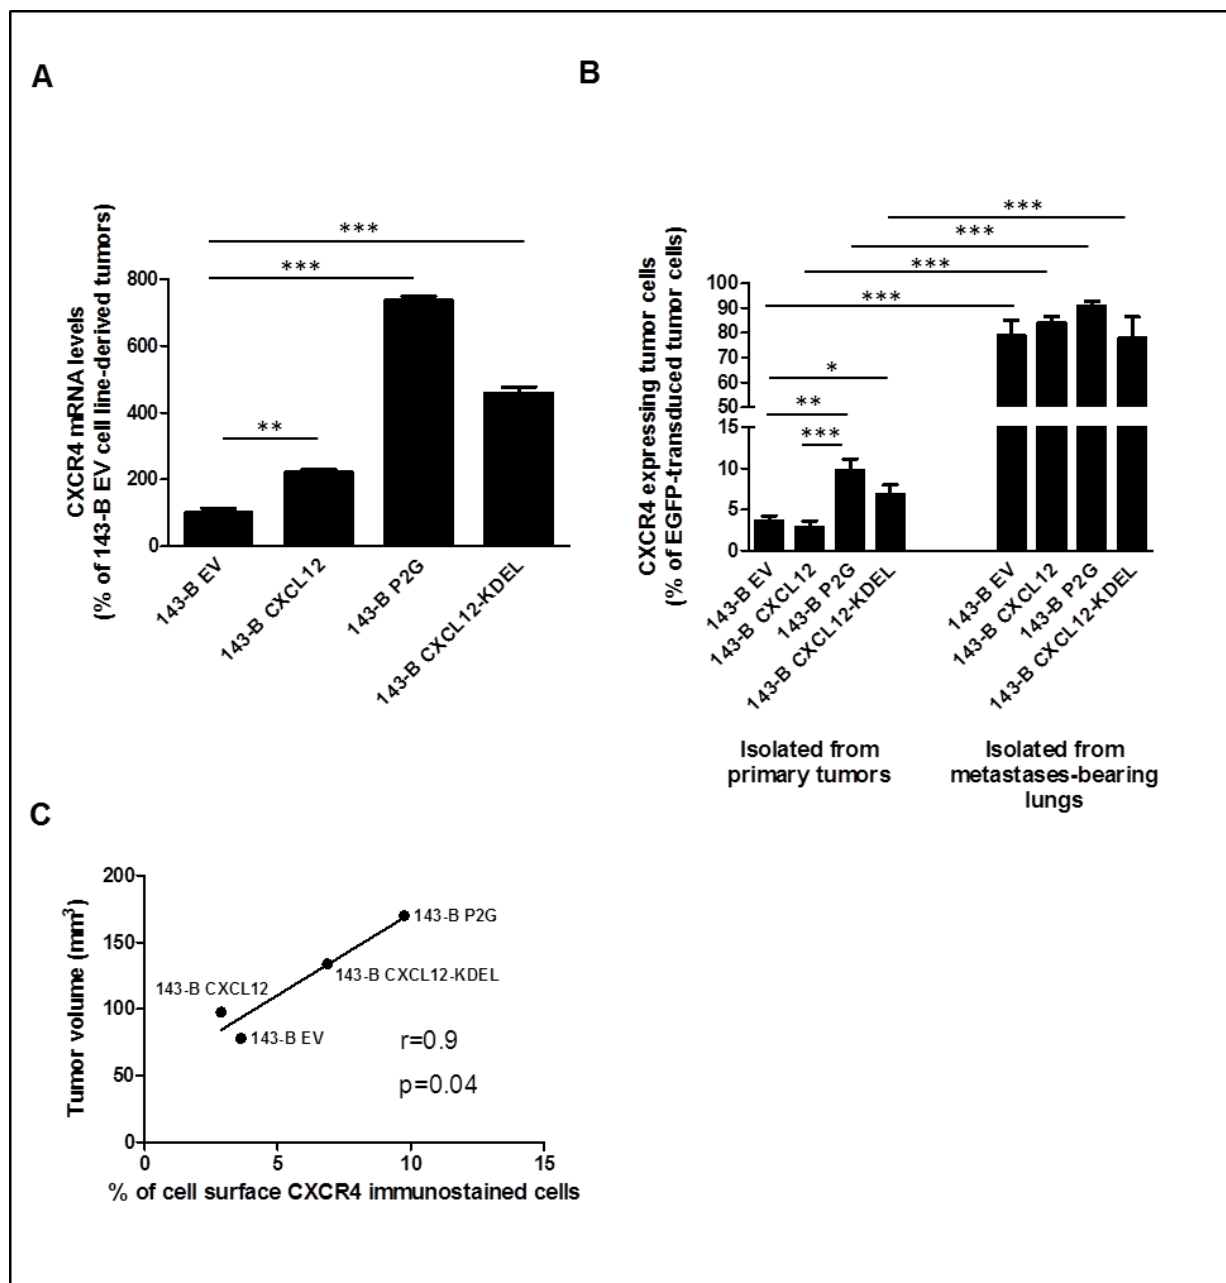 A
CXCR4 mRNA levels
(% of 143-B EV cell line-derived tumors)
800
600
400
200
0
***
***
**
143-B EV
143-B CXCL12
143-B P2G
143-B CXCL12-KDEL
B
CXCR4 expressing tumor cells
(% of EGFP-transduced tumor cells)
100
90
80
70
60
50
15
10
5
0
***
***
***
***
*
**
***
143-B EV
143-B CXCL12
143-B P2G
143-B CXCL12-KDEL
143-B EV
143-B CXCL12
143-B P2G
143-B CXCL12-KDEL
Isolated from
primary tumors
Isolated from
metastases-bearing
lungs
C
Tumor volume (mm³)
200
150
100
50
0
143-B P2G
143-B CXCL12-KDEL
143-B CXCL12
143-B EV
r=0.9
p=0.04
0 5 10 15
% of cell surface CXCR4 immunostained cells